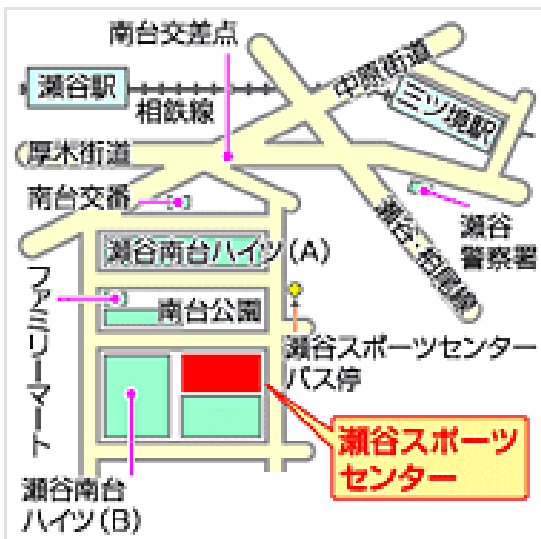 南台交差点
中原街道
瀬谷駅
相鉄線
三ツ境駅
厚木街道
南台交番
瀬谷
警察署
瀬谷・柏尾線
瀬谷南台ハイツ(A)
ファミリーマート
南台公園
瀬谷スポーツセンター
バス停
瀬谷スポーツ
センター
瀬谷南台
ハイツ(B)